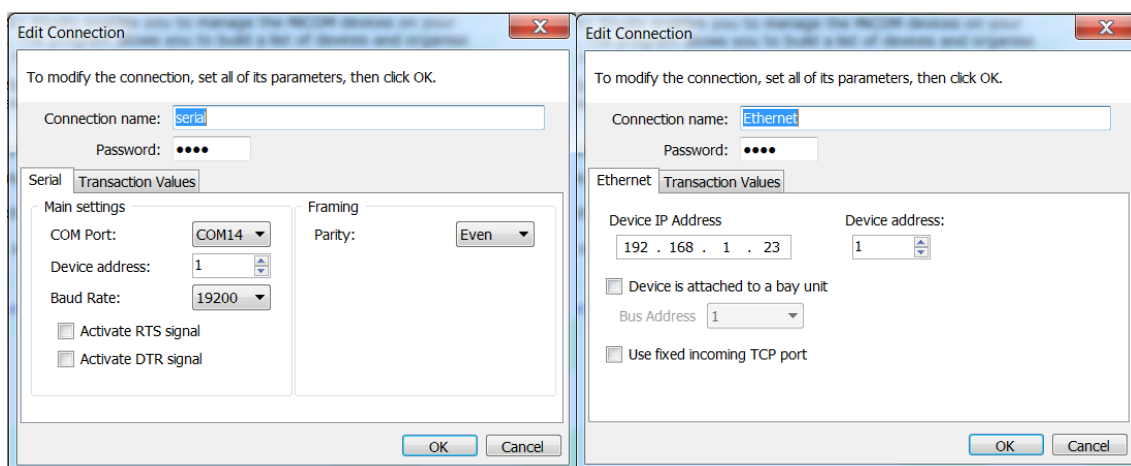 Edit Connection
To modify the connection, set all of its parameters, then click OK.
Connection name: serial
Password: ••••
Serial Transaction Values
Main settings
COM Port: COM14
Device address: 1
Baud Rate: 19200
Activate RTS signal
Activate DTR signal
Framing
Parity: Even
OK Cancel
Edit Connection
To modify the connection, set all of its parameters, then click OK.
Connection name: Ethernet
Password: ••••
Ethernet Transaction Values
Device IP Address
192 . 168 . 1 . 23
Device address:
1
Device is attached to a bay unit
Bus Address 1
Use fixed incoming TCP port
OK Cancel